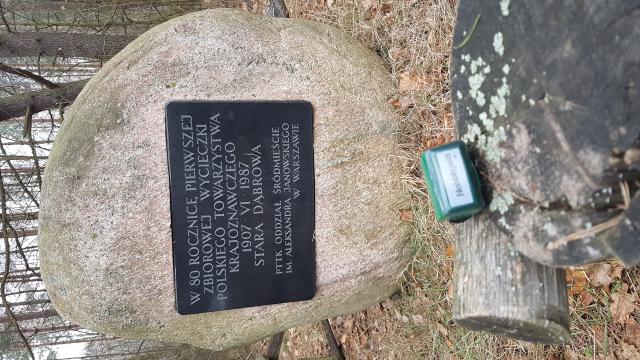 W 80 ROCZNICĘ PIERWSZEJ
ZBIOROWEJ WYCIECZKI
POLSKIEGO TOWARZYSTWA
KRAJOZNAWCZEGO
1907 VI 1987
STARA DĄBROWA
PTTK ODDZIAŁ ŚRÓDMIEŚCIE
IM. ALEKSANDRA JANOWSKIEGO
W WARSZAWIE